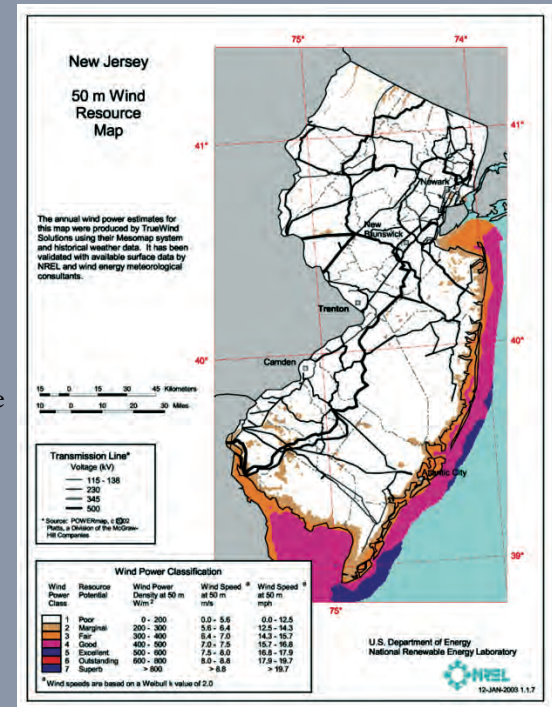 New Jersey
50 m Wind
Resource
Map
The annual wind power estimates for
this map were produced by TrueWind
Solutions using their Mesomap system
and historical weather data. It has been
validated with available surface data by
NREL and wind energy meteorological
consultants.
75°
74°
41°
41°
Newark
New
Brunswick
Trenton
40°
40°
Camden
Atlantic City
39°
75°
15 0 15 30 45 Kilometers
10 0 10 20 30 Miles
Transmission Line*
Voltage (kV)
115 - 138
230
345
500
* Source: POWERmap, c 2002
Platts, a Division of the McGraw-
Hill Companies
Wind Power Classification
Wind Power Class Resource Potential Wind Power Density at 50 m W/m² Wind Speed ª at 50 m m/s Wind Speed ª at 50 m mph
1 Poor 0 - 200 0.0 - 5.6 0.0 - 12.5
2 Marginal 200 - 300 5.6 - 6.4 12.5 - 14.3
3 Fair 300 - 400 6.4 - 7.0 14.3 - 15.7
4 Good 400 - 500 7.0 - 7.5 15.7 - 16.8
5 Excellent 500 - 600 7.5 - 8.0 16.8 - 17.9
6 Outstanding 600 - 800 8.0 - 8.8 17.9 - 19.7
7 Superb > 800 > 8.8 > 19.7
ª Wind speeds are based on a Weibull k value of 2.0
U.S. Department of Energy
National Renewable Energy Laboratory
NREL
12-JAN-2003 1.1.7